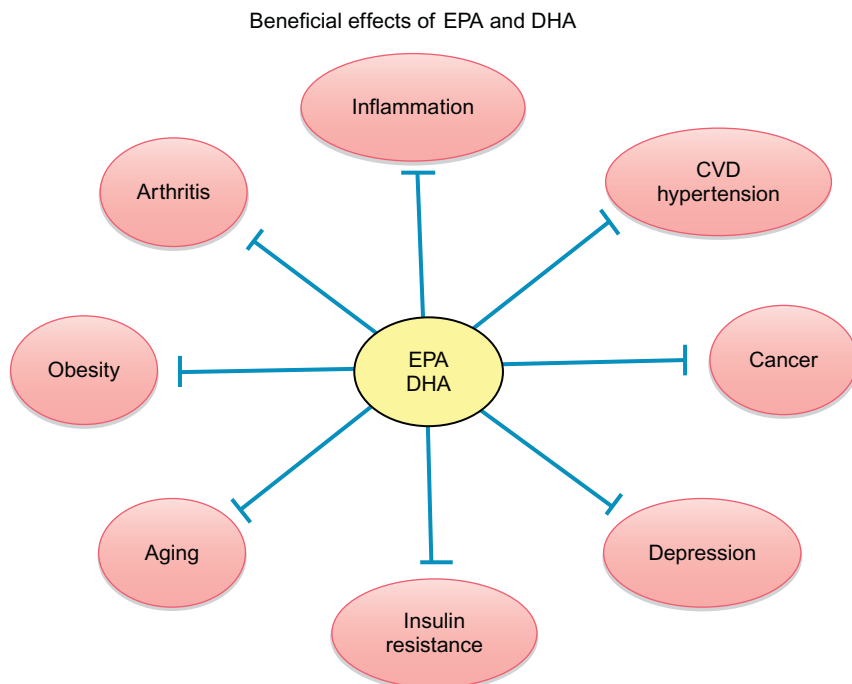 Beneficial effects of EPA and DHA
Inflammation
CVD
hypertension
Arthritis
Cancer
EPA
DHA
Obesity
Depression
Aging
Insulin
resistance